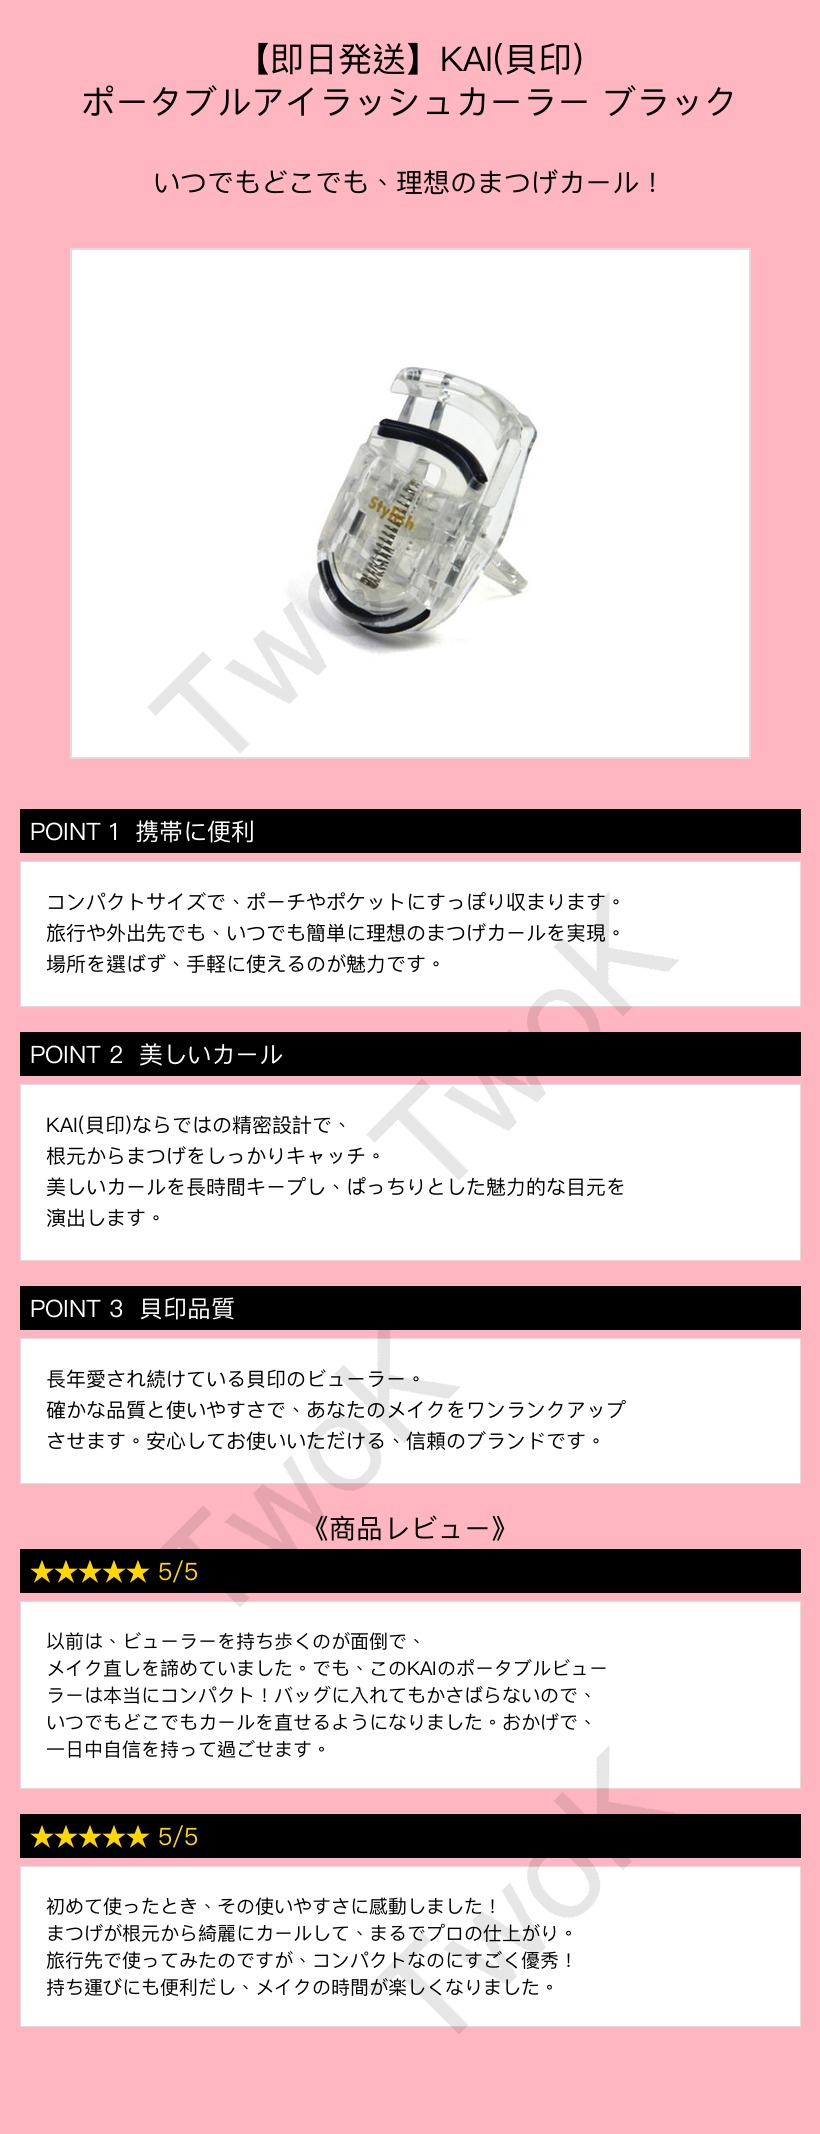 【即日発送】KAI(貝印)
ポータブルアイラッシュカーラー ブラック
いつでもどこでも、理想のまつげカール！
Stylish
TwoK
POINT 1 携帯に便利
コンパクトサイズで、ポーチやポケットにすっぽり収まります。
旅行や外出先でも、いつでも簡単に理想のまつげカールを実現。
場所を選ばず、手軽に使えるのが魅力です。
TwoK
POINT 2 美しいカール
KAI(貝印)ならではの精密設計で、
根元からまつげをしっかりキャッチ。
美しいカールを長時間キープし、ぱっちりとした魅力的な目元を
演出します。
POINT 3 貝印品質
長年愛され続けている貝印のビューラー。
確かな品質と使いやすさで、あなたのメイクをワンランクアップ
させます。安心してお使いいただける、信頼のブランドです。
TwoK
《商品レビュー》
★★★★★ 5/5
以前は、ビューラーを持ち歩くのが面倒で、
メイク直しを諦めていました。でも、このKAIのポータブルビュー
ラーは本当にコンパクト！バッグに入れてもかさばらないので、
いつでもどこでもカールを直せるようになりました。おかげで、
一日中自信を持って過ごせます。
★★★★★ 5/5
初めて使ったとき、その使いやすさに感動しました！
まつげが根元から綺麗にカールして、まるでプロの仕上がり。
旅行先で使ってみたのですが、コンパクトなのにすごく優秀！
持ち運びにも便利だし、メイクの時間が楽しくなりました。
TwoK